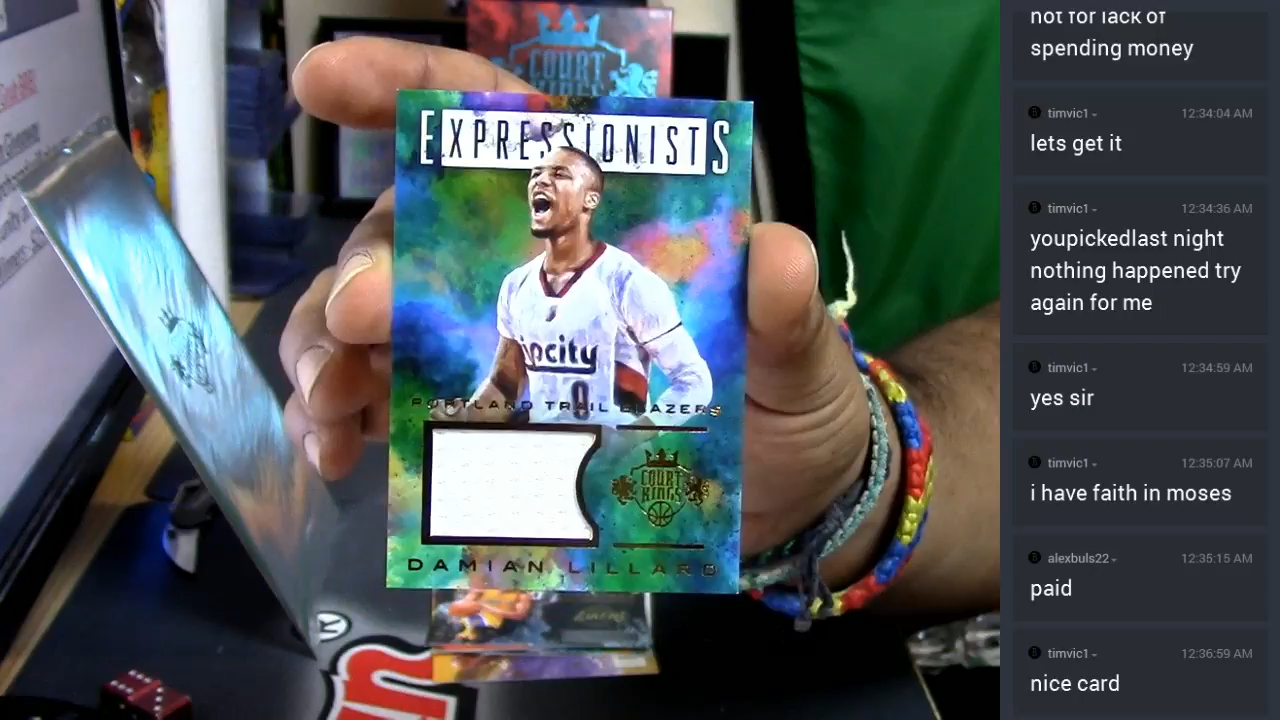 COURT
KINGS
EXPRESSIONISTS
PORTLAND TRAIL BLAZERS
COURT
KINGS
DAMIAN LILLARD
not for lack of
spending money
timvic1
12:34:04 AM
lets get it
timvic1
12:34:36 AM
youpickedlast night
nothing happened try
again for me
timvic1
12:34:59 AM
yes sir
timvic1
12:35:07 AM
i have faith in moses
alexbuls22
12:35:15 AM
paid
timvic1
12:36:59 AM
nice card